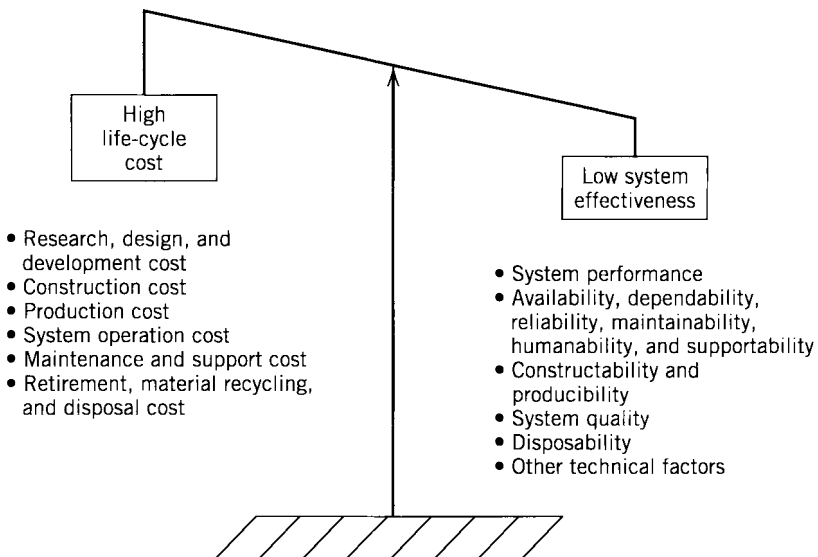 High
life-cycle
cost
Low system
effectiveness
• Research, design, and
development cost
• Construction cost
• Production cost
• System operation cost
• Maintenance and support cost
• Retirement, material recycling,
and disposal cost
• System performance
• Availability, dependability,
reliability, maintainability,
humanability, and supportability
• Constructability and
producibility
• System quality
• Disposability
• Other technical factors